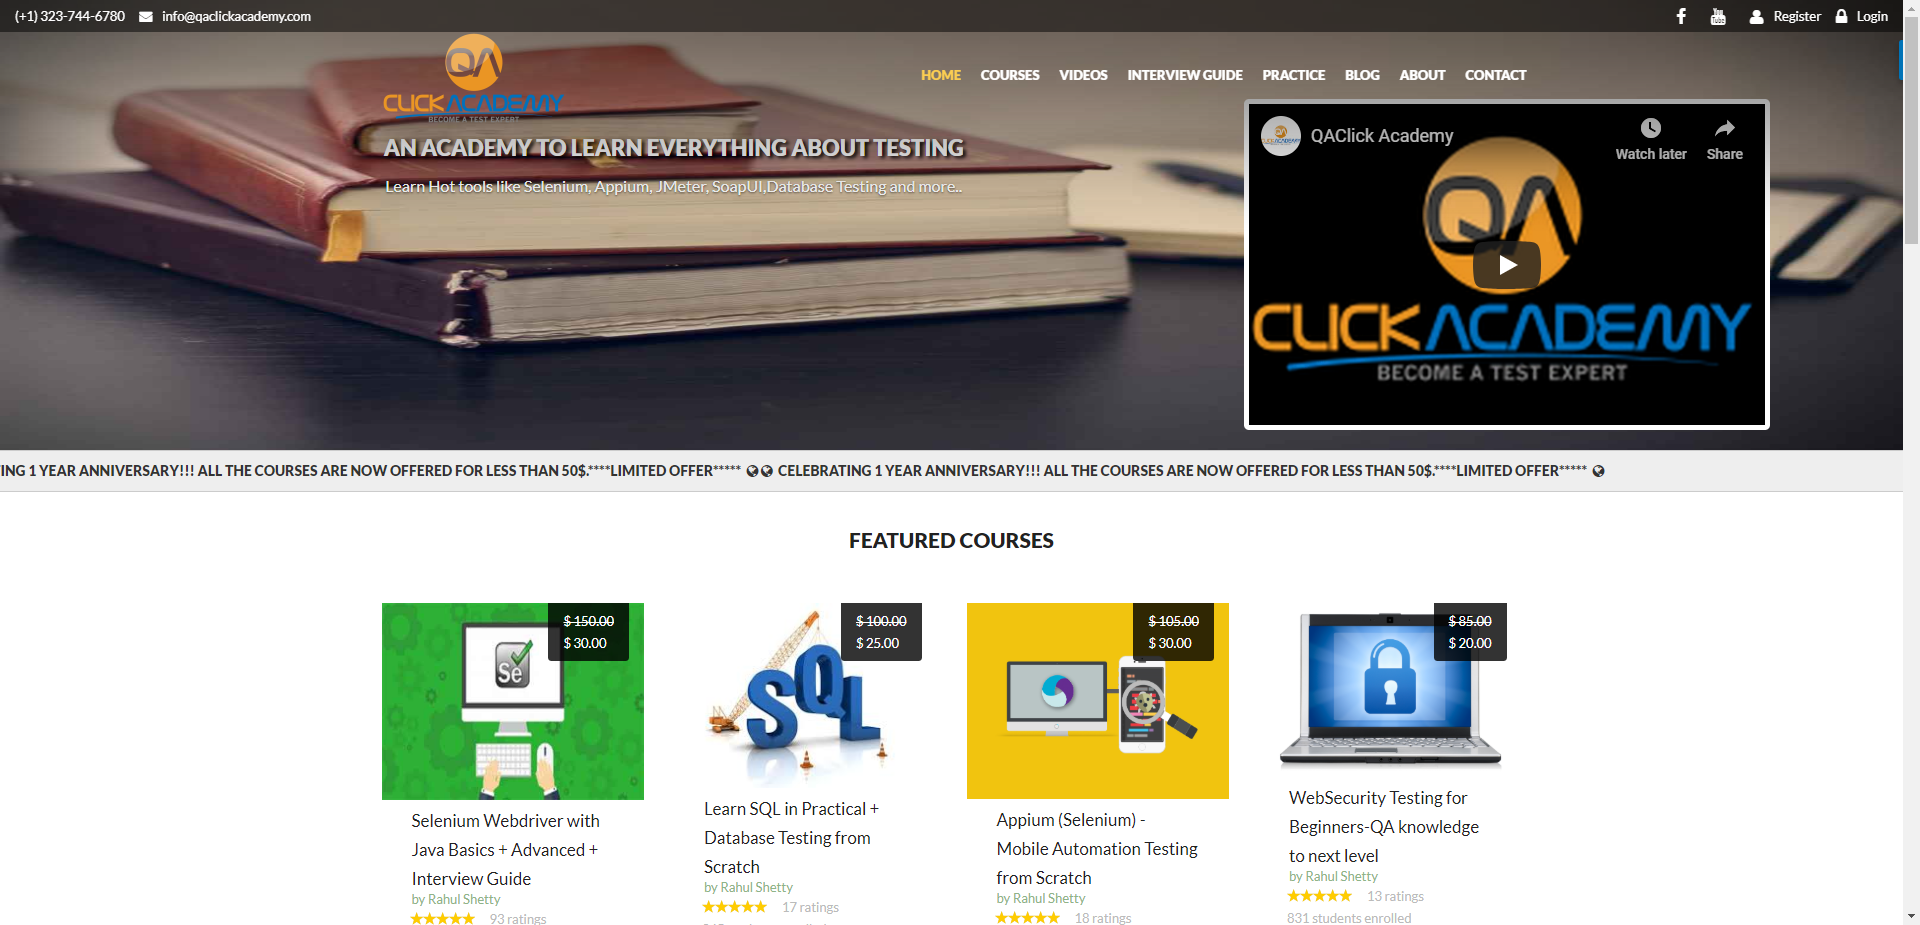 (+1) 323-744-6780 info@qaclickacademy.com Register Login
QA
CLICKACADEMY
BECOME A TEST EXPERT
HOME COURSES VIDEOS INTERVIEW GUIDE PRACTICE BLOG ABOUT CONTACT
AN ACADEMY TO LEARN EVERYTHING ABOUT TESTING
Learn Hot tools like Selenium, Appium, JMeter, SoapUI,Database Testing and more..
QAClick Academy
Watch later Share
QA
CLICKACADEMY
BECOME A TEST EXPERT
ING 1 YEAR ANNIVERSARY!!! ALL THE COURSES ARE NOW OFFERED FOR LESS THAN 50$.****LIMITED OFFER***** CELEBRATING 1 YEAR ANNIVERSARY!!! ALL THE COURSES ARE NOW OFFERED FOR LESS THAN 50$.****LIMITED OFFER*****
FEATURED COURSES
$ 150.00
$ 30.00
Se
Selenium Webdriver with
Java Basics + Advanced +
Interview Guide
by Rahul Shetty
93 ratings
$ 100.00
$ 25.00
SQL
Learn SQL in Practical +
Database Testing from
Scratch
by Rahul Shetty
17 ratings
$ 105.00
$ 30.00
Appium (Selenium) -
Mobile Automation Testing
from Scratch
by Rahul Shetty
18 ratings
$ 85.00
$ 20.00
WebSecurity Testing for
Beginners-QA knowledge
to next level
by Rahul Shetty
13 ratings
831 students enrolled